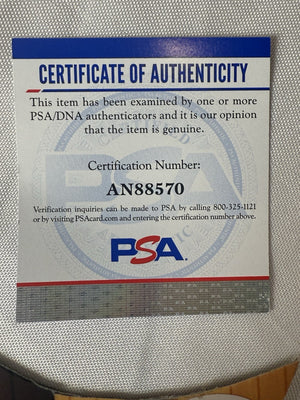 CERTIFICATE OF AUTHENTICITY
This item has been examined by one or more
PSA/DNA authenticators and it is our opinion
that the item is genuine.
Certification Number:
AN88570
Verification inquiries can be made to PSA by calling 800-325-1121
or by visiting PSAcard.com and entering the certification number above.
PSA